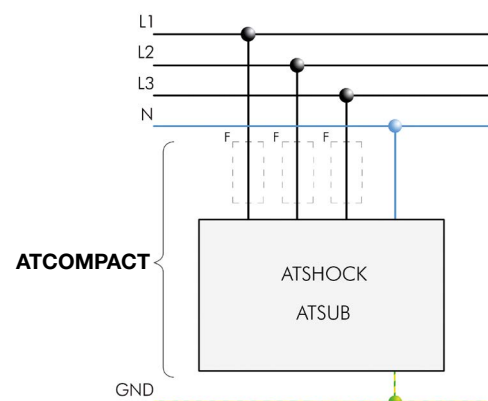 L1
L2
L3
N
F F F
ATCOMPACT
ATSHOCK
ATSUB
GND